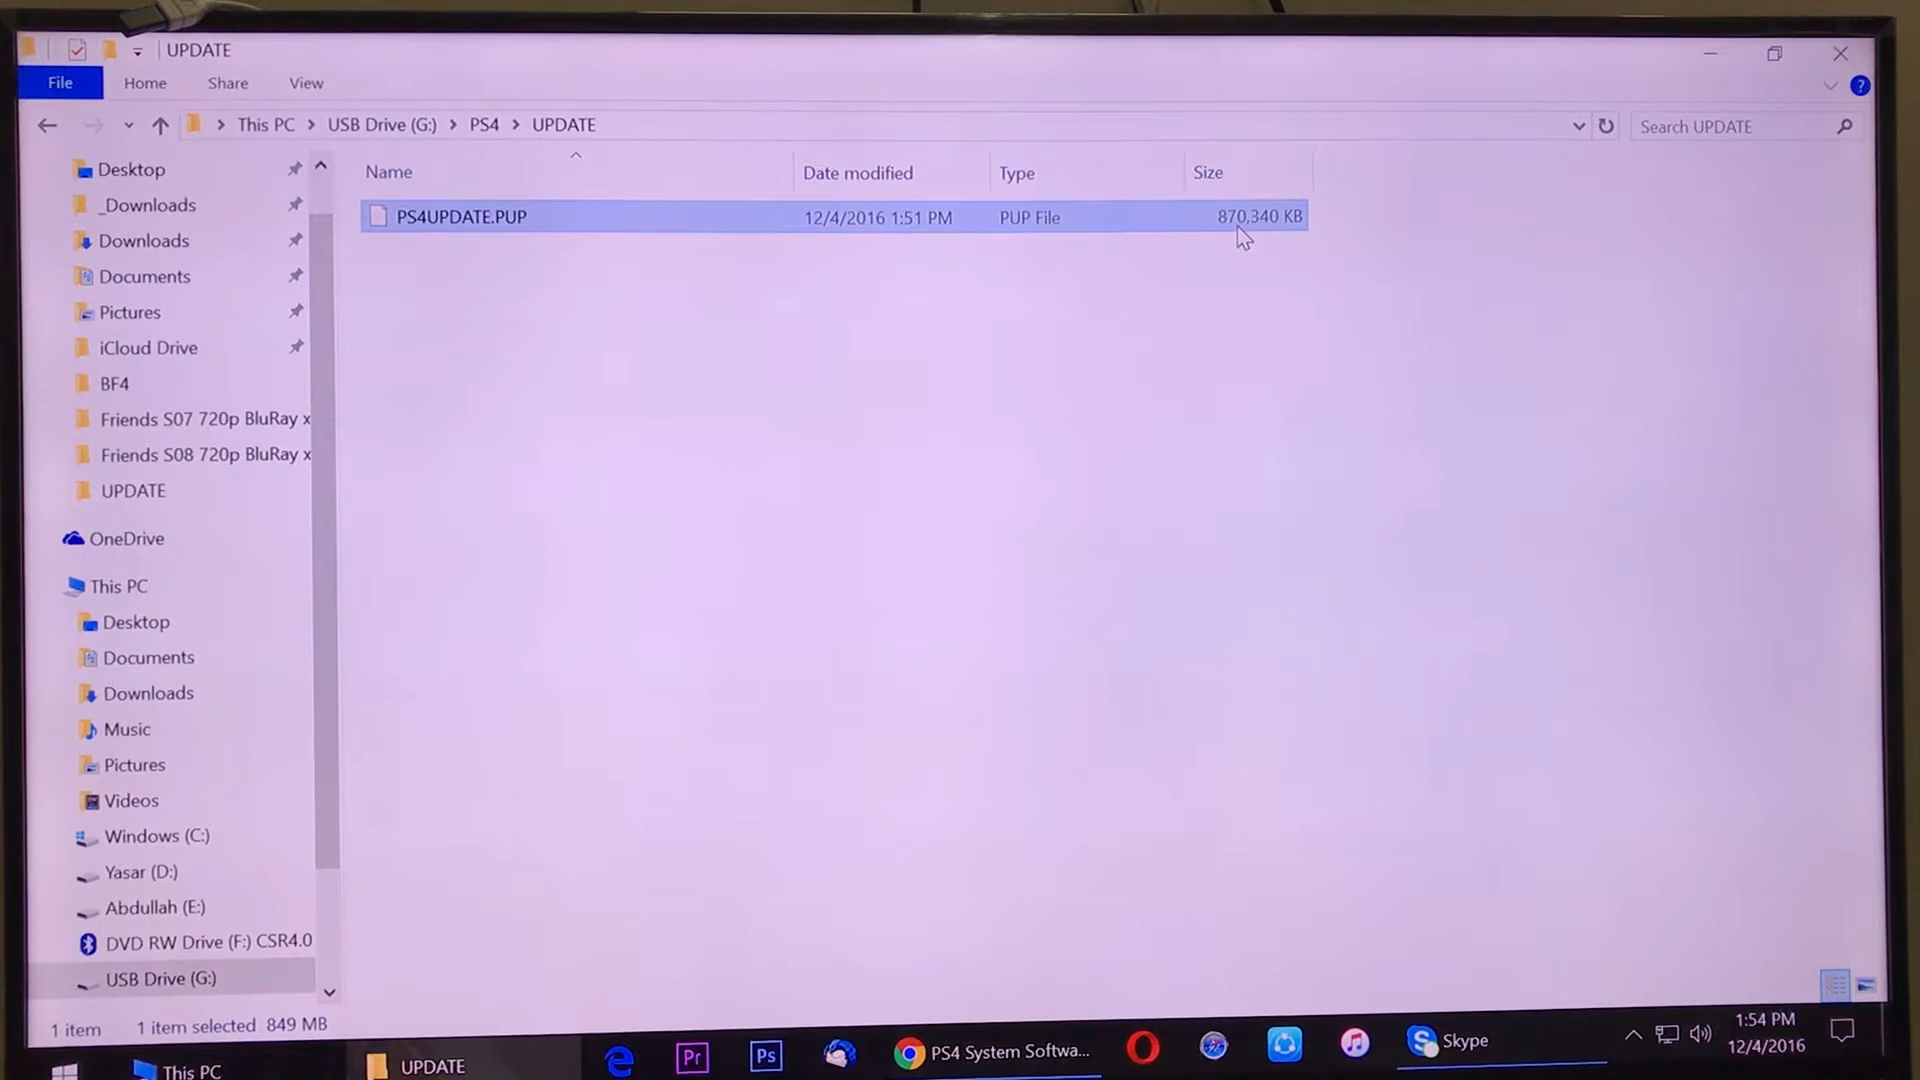 UPDATE
File Home Share View
This PC USB Drive (G:) PS4 UPDATE
Search UPDATE
Name Date modified Type Size
PS4UPDATE.PUP 12/4/2016 1:51 PM PUP File 870,340 KB
Desktop
_Downloads
Downloads
Documents
Pictures
iCloud Drive
BF4
Friends S07 720p BluRay x
Friends S08 720p BluRay x
UPDATE
OneDrive
This PC
Desktop
Documents
Downloads
Music
Pictures
Videos
Windows (C:)
Yasar (D:)
Abdullah (E:)
DVD RW Drive (F:) CSR4.0
USB Drive (G:)
1 item 1 item selected 849 MB
This PC
UPDATE
Pr
Ps
PS4 System Softwa...
Skype
1:54 PM
12/4/2016